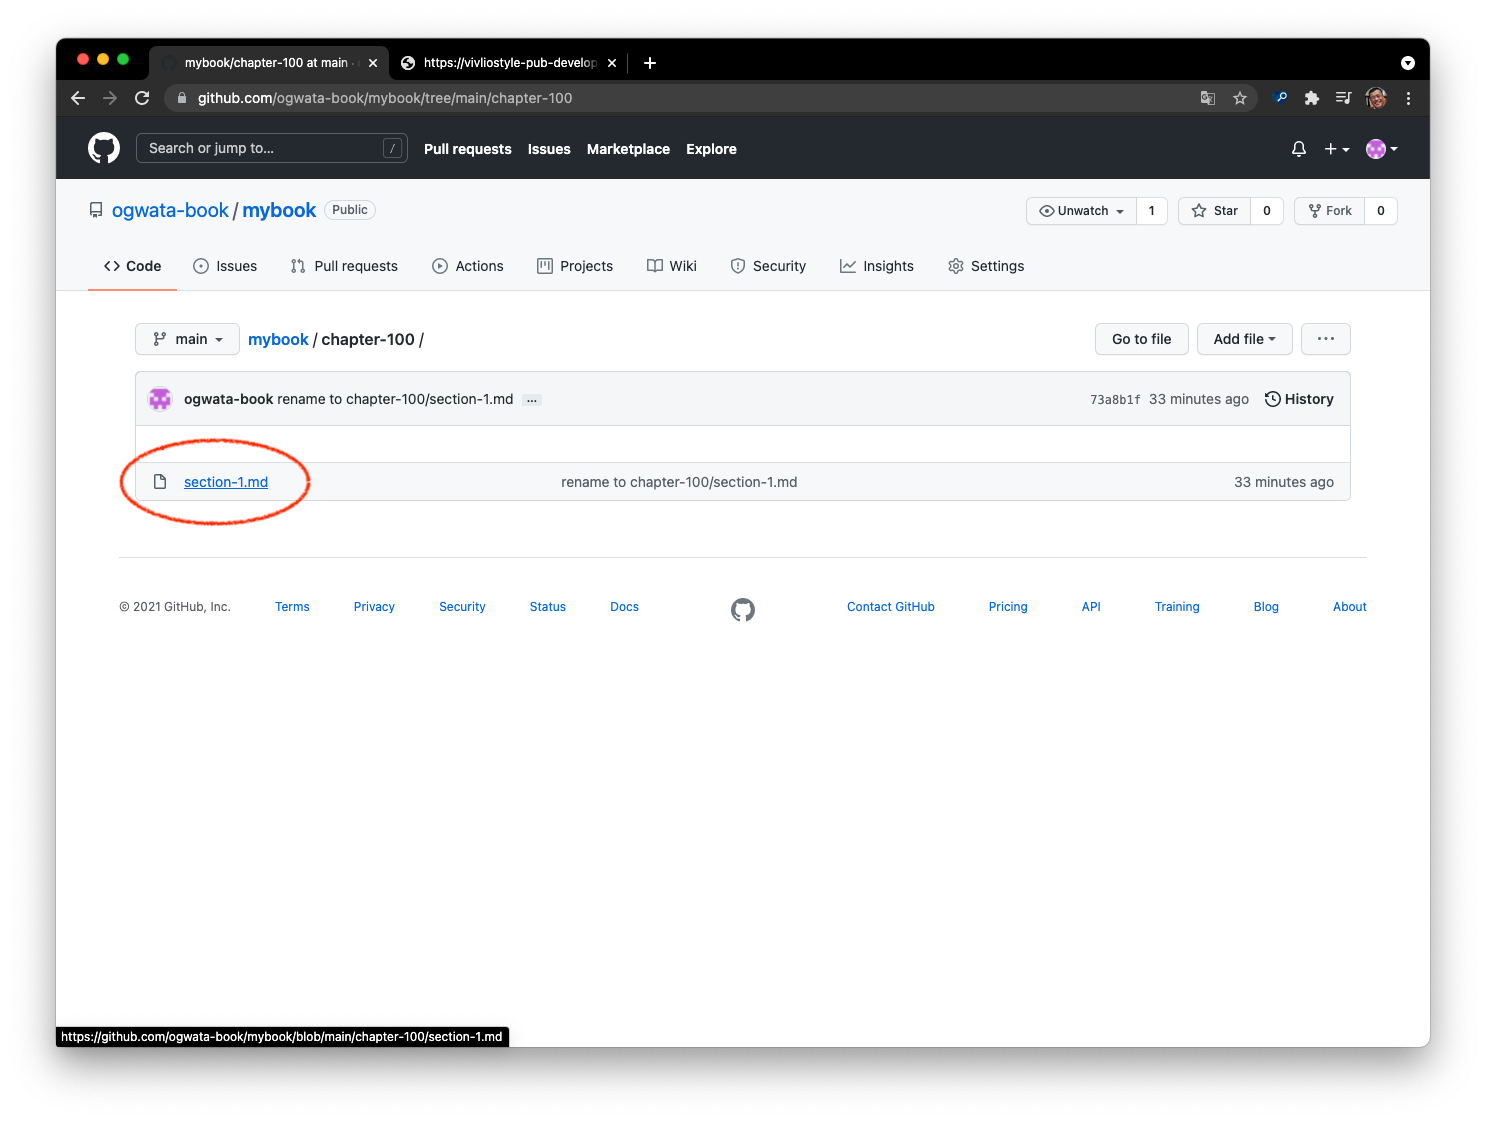 mybook/chapter-100 at main ·
https://vivliostyle-pub-develop
github.com/ogwata-book/mybook/tree/main/chapter-100
Search or jump to... /
Pull requests Issues Marketplace Explore
ogwata-book / mybook Public
Unwatch 1 Star 0 Fork 0
Code Issues Pull requests Actions Projects Wiki Security Insights Settings
main mybook / chapter-100 / Go to file Add file ...
ogwata-book rename to chapter-100/section-1.md ... 73a8b1f 33 minutes ago History
section-1.md rename to chapter-100/section-1.md 33 minutes ago
© 2021 GitHub, Inc. Terms Privacy Security Status Docs Contact GitHub Pricing API Training Blog About
https://github.com/ogwata-book/mybook/blob/main/chapter-100/section-1.md